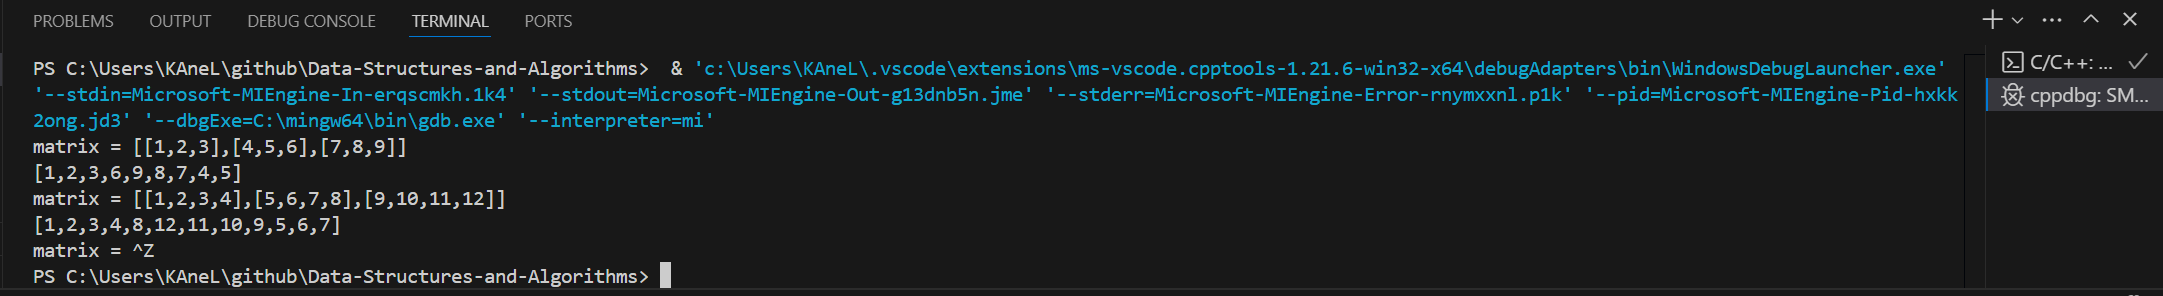 PROBLEMS OUTPUT DEBUG CONSOLE TERMINAL PORTS
PS C:\Users\KAneL\github\Data-Structures-and-Algorithms>  & 'c:\Users\KAneL\.vscode\extensions\ms-vscode.cpptools-1.21.6-win32-x64\debugAdapters\bin\WindowsDebugLauncher.exe'
'--stdin=Microsoft-MIEngine-In-erqscmkh.1k4' '--stdout=Microsoft-MIEngine-Out-g13dnb5n.jme' '--stderr=Microsoft-MIEngine-Error-rnymxxnl.p1k' '--pid=Microsoft-MIEngine-Pid-hxkk
2ong.jd3' '--dbgExe=C:\mingw64\bin\gdb.exe' '--interpreter=mi'
matrix = [[1,2,3],[4,5,6],[7,8,9]]
[1,2,3,6,9,8,7,4,5]
matrix = [[1,2,3,4],[5,6,7,8],[9,10,11,12]]
[1,2,3,4,8,12,11,10,9,5,6,7]
matrix = ^Z
PS C:\Users\KAneL\github\Data-Structures-and-Algorithms>
C/C++: ...
cppdbg: SM...